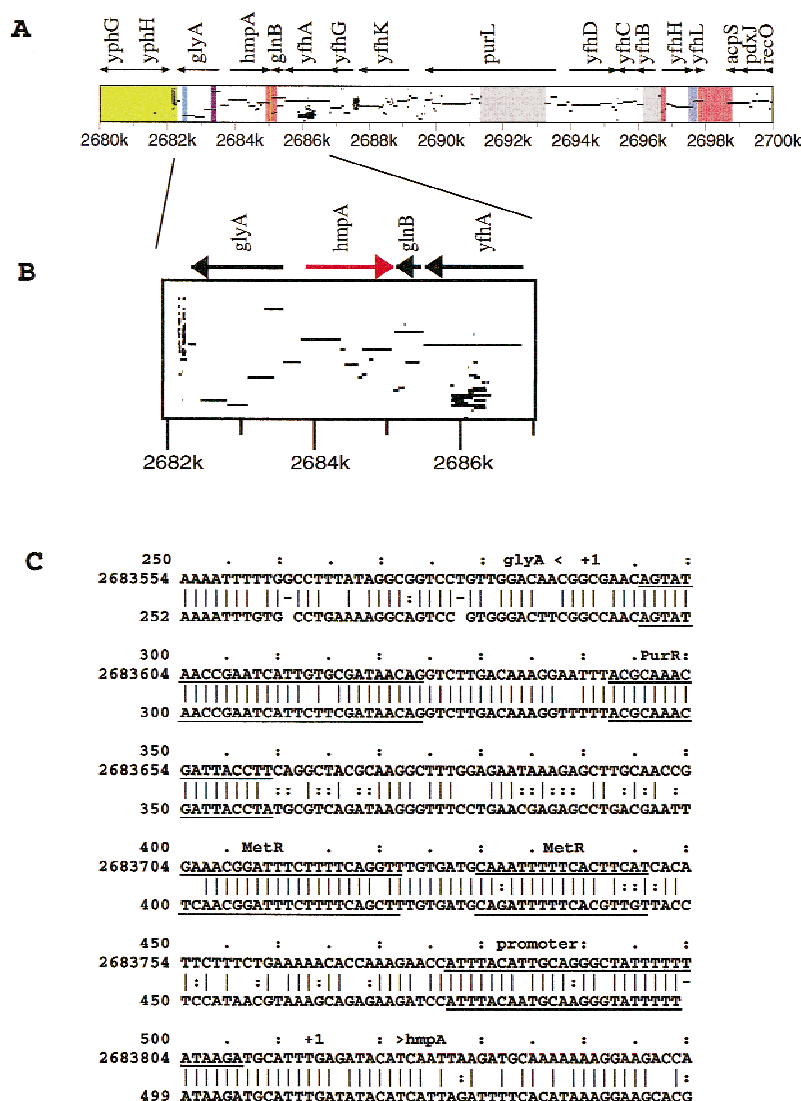 A
yphG yphH glyA hmpA glnB yfhA yfhG yfhK purL yfhD yfhC yfhB yfhH yfhL acpS pdxJ recO
2680k 2682k 2684k 2686k 2688k 2690k 2692k 2694k 2696k 2698k 2700k
B
glyA hmpA glnB yfhA
2682k 2684k 2686k
C
250 . : . : . : glyA < +1 . :
2683554 AAAATTTTTGGCCTTTATAGGCGGTCCTGTTGGACAACGGCGAACAGTAT
252 AAAATTTGTG CCTGAAAAGGCAGTCC GTGGGACTTCGGCCAACAGTAT
300 . : . : . : . : .PurR:
2683604 AACCGAATCATTGTGCGATAACAGGTCTTGACAAAGGAATTTACGCAAAC
300 AACCGAATCATTCTTCGATAACAGGTCTTGACAAAGGTTTTTACGCAAAC
350 . : . : . : . : . :
2683654 GATTACCTTCAGGCTACGCAAGGCTTTGGAGAATAAAGAGCTTGCAACCG
350 GATTACCTATGCGTCAGATAAGGGTTTCCTGAACGAGAGCCTGACGAATT
400 . MetR . : . : MetR . :
2683704 GAAACGGATTTCTTTTCAGGTTTTGTGATGCAAATTTTTCACTTCATCACA
400 TCAACGGATTTCTTTTCAGCTTTGTGATGCAGATTTTTCACGTTGTTACC
450 . : . : . : promoter: . :
2683754 TTCTTTCTGAAAAACACCAAAGAACCATTTACATTGCAGGGCTATTTTTT
450 TCCATAACGTAAAGCAGAGAAGATCCATTTACAATGCAAGGGTATTTTT
500 . : +1 : >hmpA : . : . :
2683804 ATAAGATGCATTTGAGATACATCAATTAAGATGCAAAAAAAGGAAGACCA
499 ATAAGATGCATTTGATATACATCATTAGATTTTCACATAAAGGAAGCACG